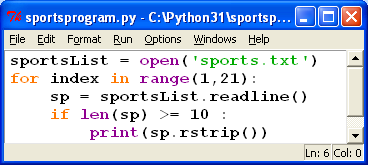 sportsprogram.py - C:\Python31\sportsp...
File Edit Format Run Options Windows Help
sportsList = open('sports.txt')
for index in range(1,21):
    sp = sportsList.readline()
    if len(sp) >= 10 :
        print(sp.rstrip())
Ln: 6 Col: 0